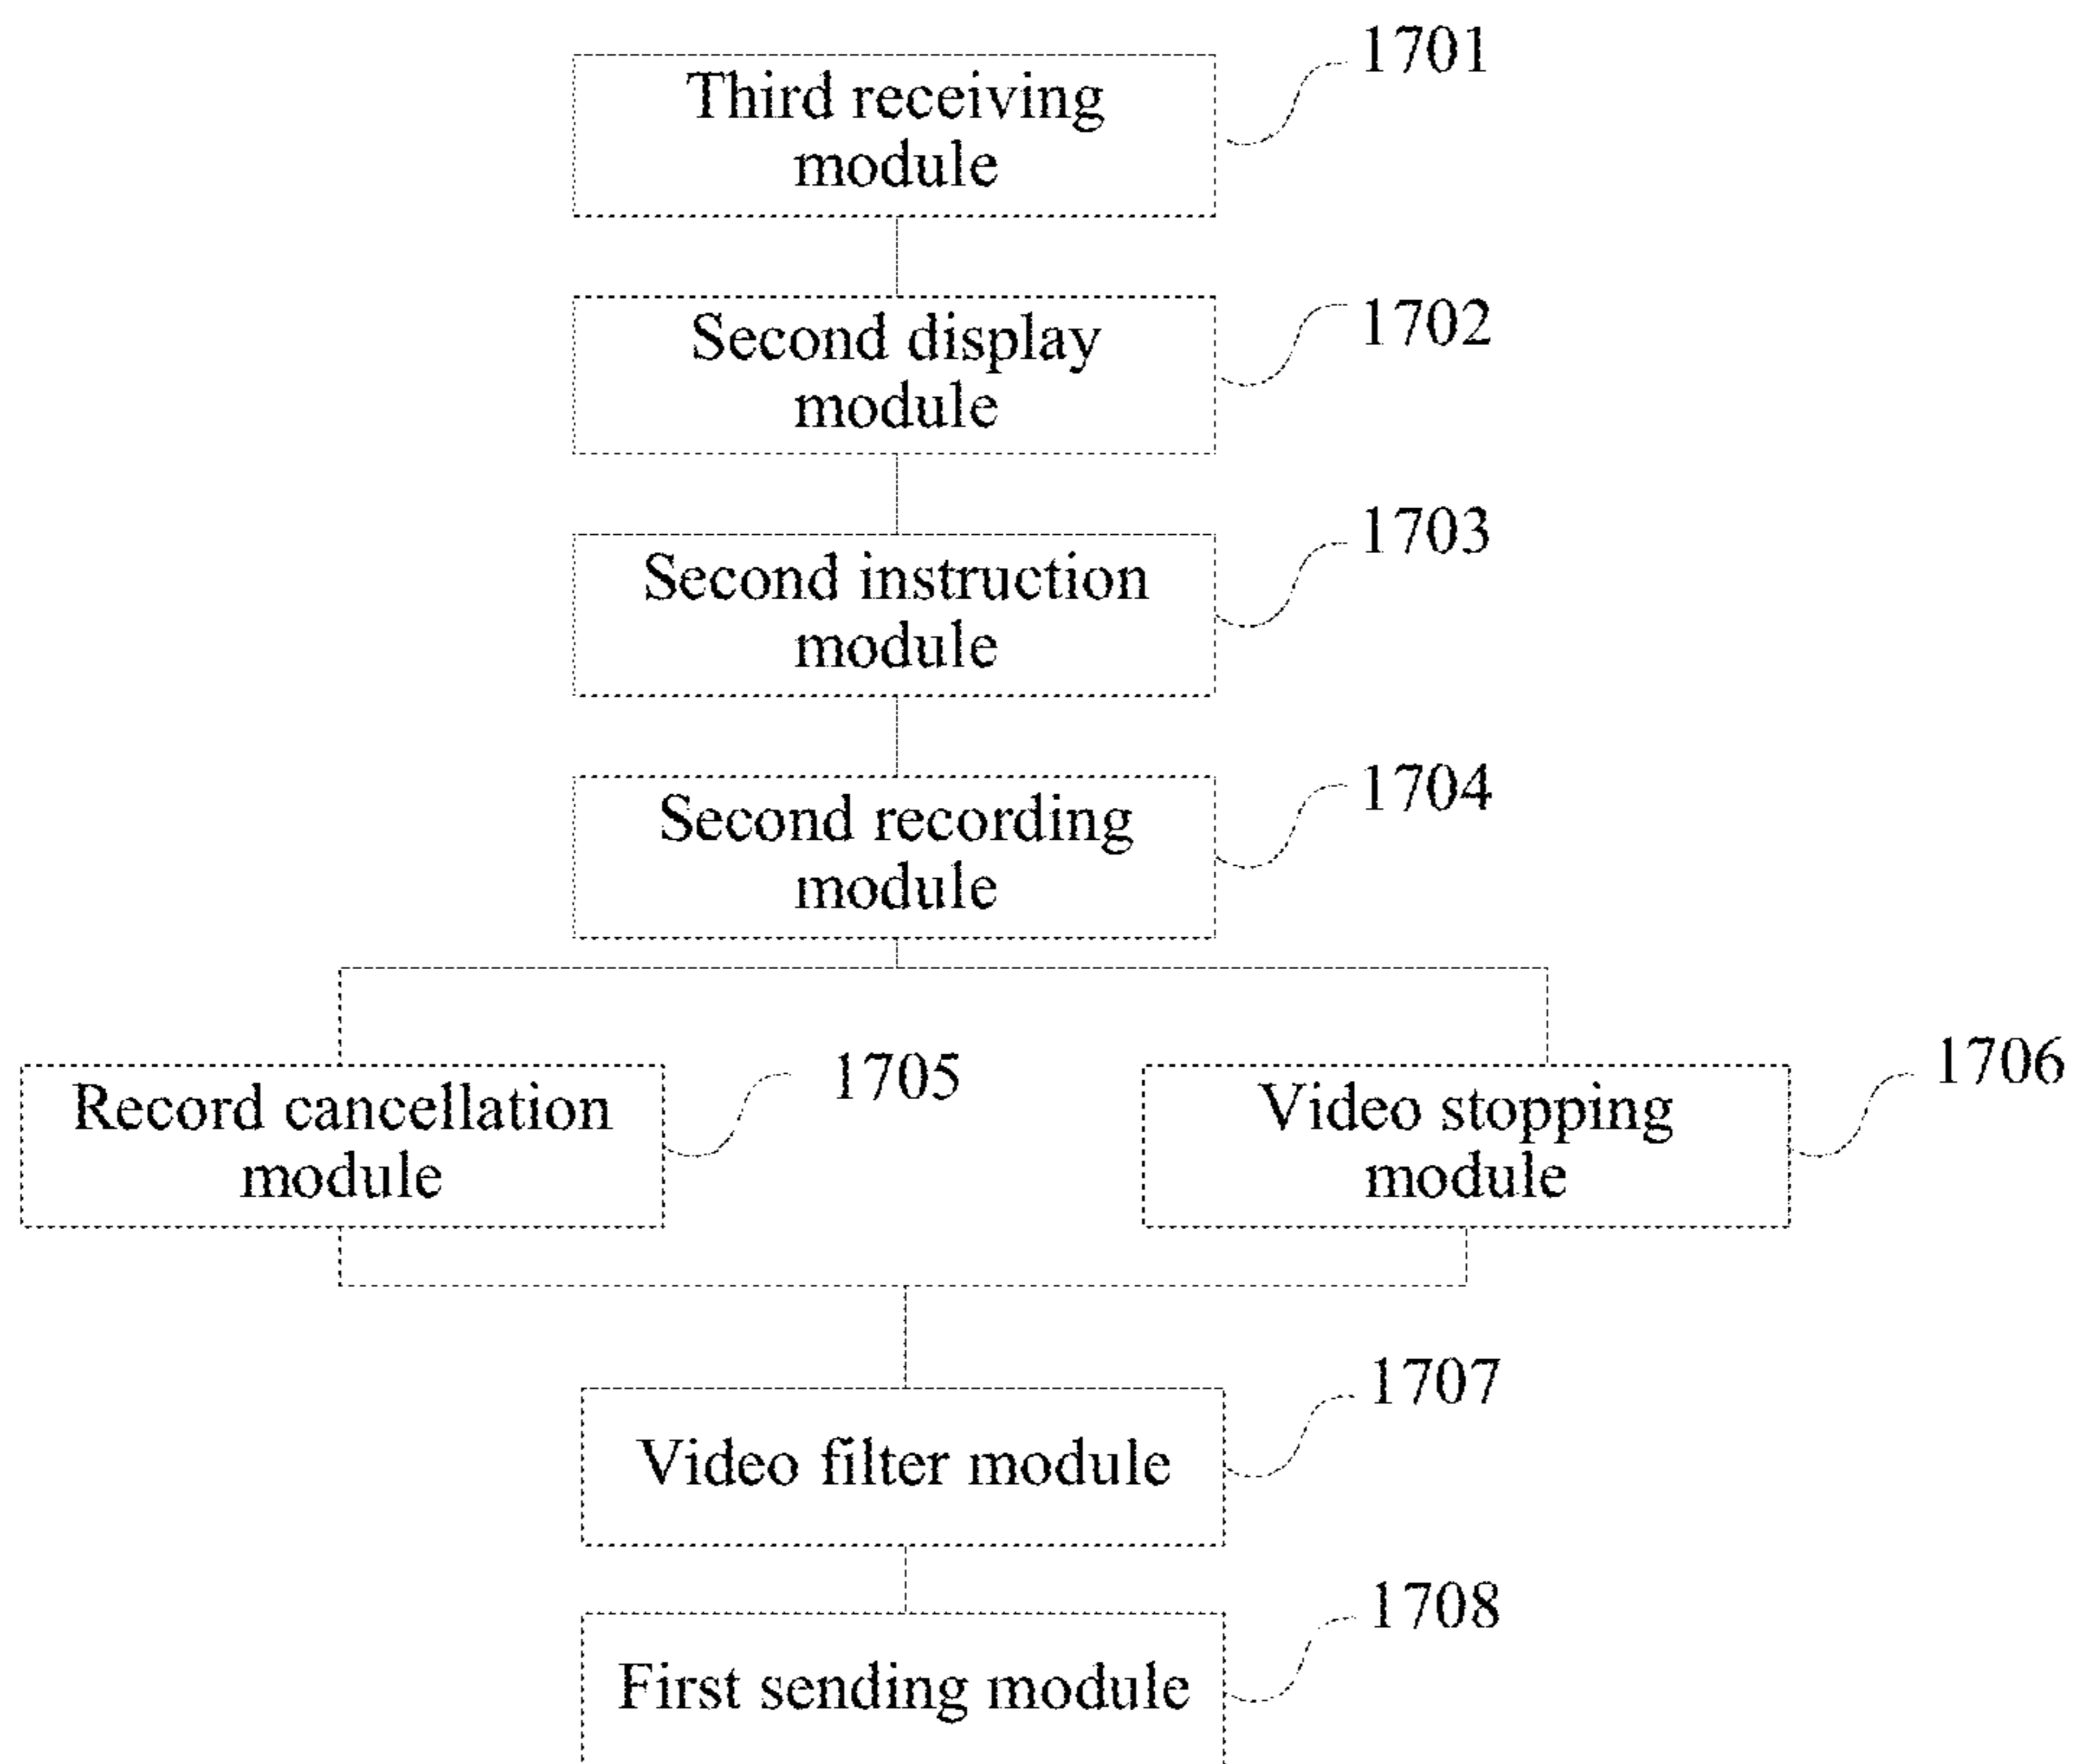 Third receiving
module
1701
Second display
module
1702
Second instruction
module
1703
Second recording
module
1704
Record cancellation
module
1705
Video stopping
module
1706
Video filter module
1707
First sending module
1708